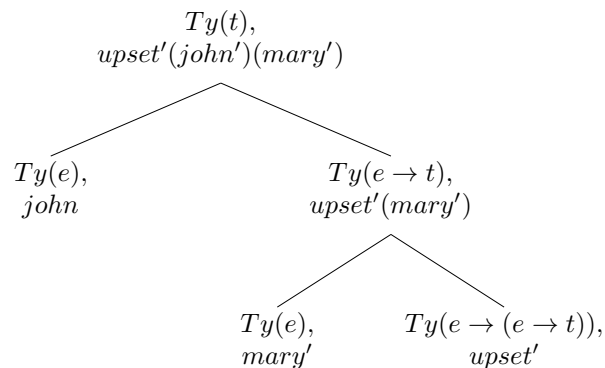 Ty(t),
upset′(john′)(mary′)
Ty(e),
john
Ty(e → t),
upset′(mary′)
Ty(e),
mary′
Ty(e → (e → t)),
upset′